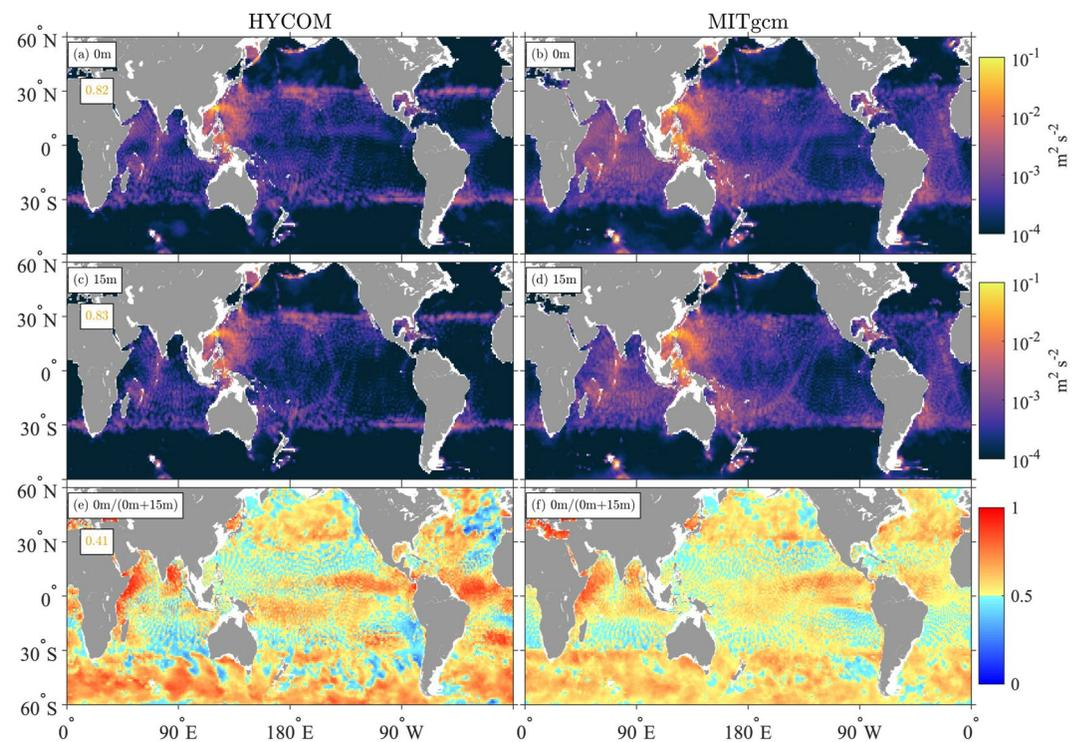 HYCOM MITgcm
60° N (a) 0m (b) 0m 10-1
30° N 0.82 10-2
0° 10-3 m2 s-2
30° S 10-4
60° N (c) 15m (d) 15m 10-1
30° N 0.83 10-2
0° 10-3 m2 s-2
30° S 10-4
60° N (e) 0m/(0m+15m) (f) 0m/(0m+15m) 1
30° N 0.41
0° 0.5
30° S
60° S 0
0° 90° E 180° E 90° W 0° 90° E 180° E 90° W 0°